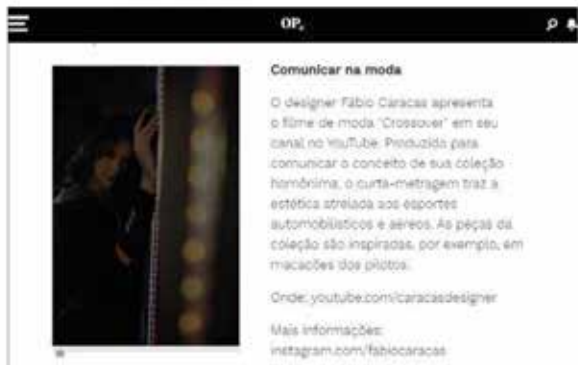 OP.
Comunicar na moda
O designer Fábio Caracas apresenta
o filme de moda "Crossover" em seu
canal no YouTube. Produzido para
comunicar o conceito de sua coleção
homônima, o curta-metragem traz a
estética atrelada aos esportes
automobilísticos e aéreos. As peças da
coleção são inspiradas, por exemplo, em
macacões dos pilotos.
Onde: youtube.com/caracasdesigner
Mais informações:
instagram.com/fabiocaracas